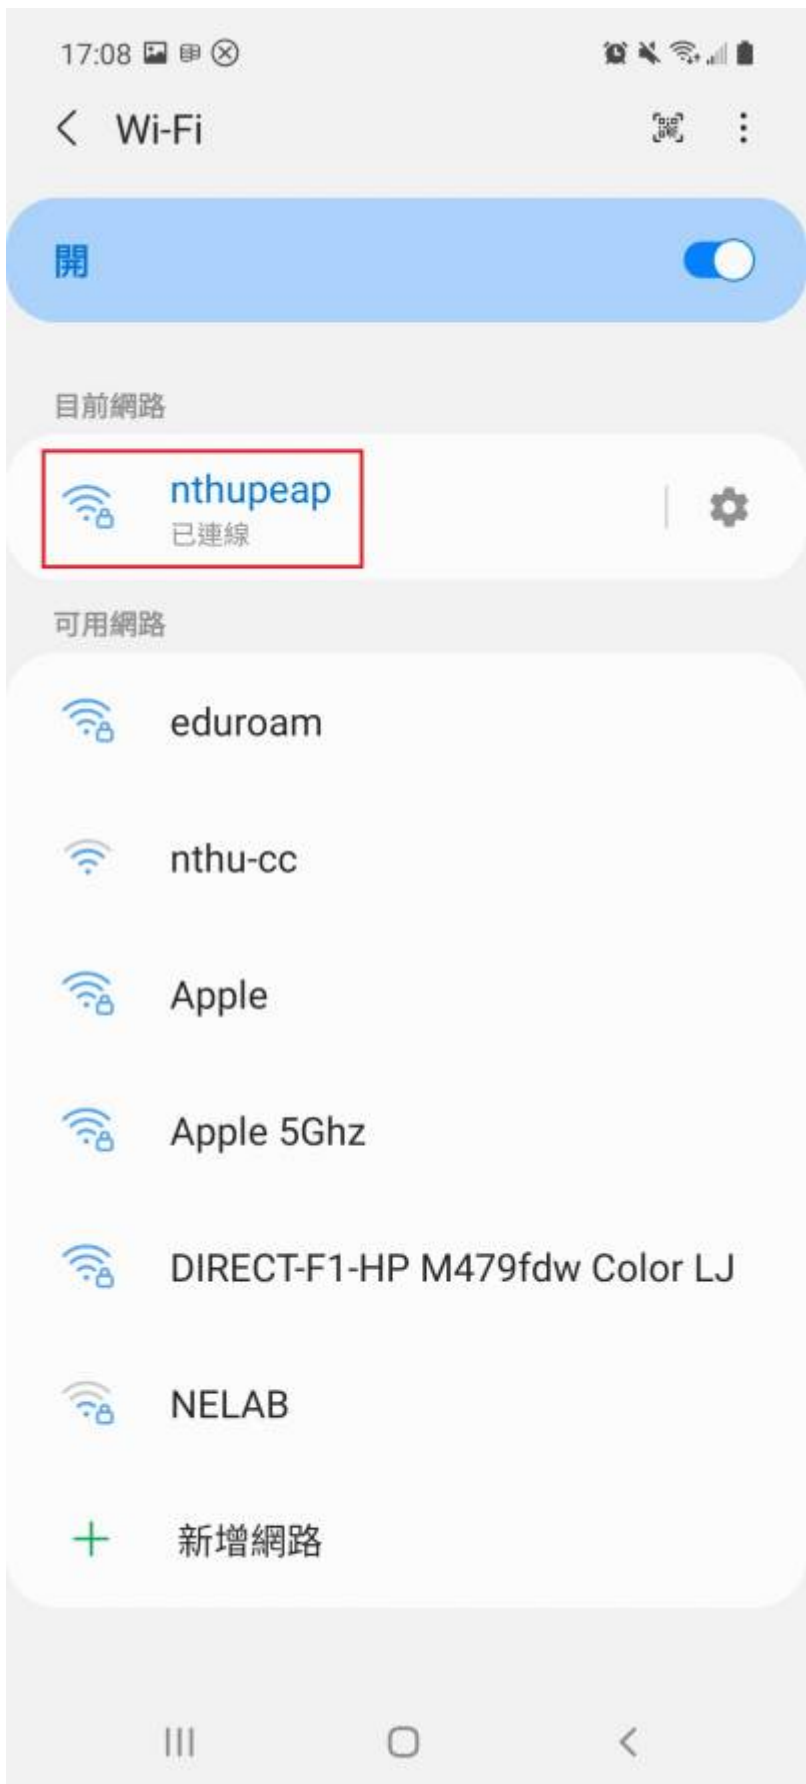 17:08
Wi-Fi
開
目前網路
nthupeap
已連線
可用網路
eduroam
nthu-cc
Apple
Apple 5Ghz
DIRECT-F1-HP M479fdw Color LJ
NELAB
新增網路